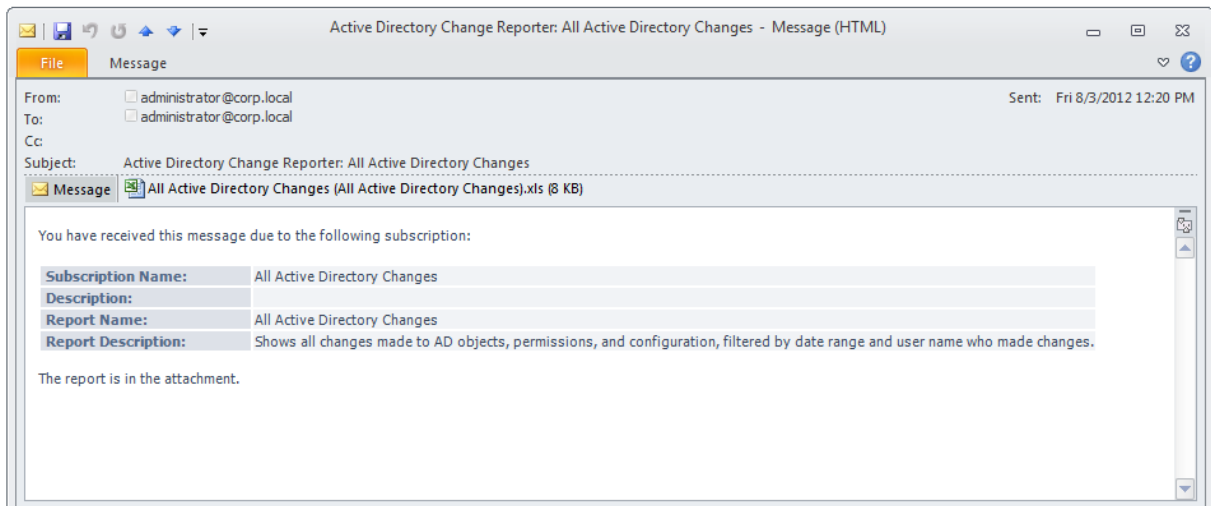 Active Directory Change Reporter: All Active Directory Changes - Message (HTML)
File Message
From: administrator@corp.local Sent: Fri 8/3/2012 12:20 PM
To: administrator@corp.local
Cc:
Subject: Active Directory Change Reporter: All Active Directory Changes
Message All Active Directory Changes (All Active Directory Changes).xls (8 KB)
You have received this message due to the following subscription:
Subscription Name: All Active Directory Changes
Description:
Report Name: All Active Directory Changes
Report Description: Shows all changes made to AD objects, permissions, and configuration, filtered by date range and user name who made changes.
The report is in the attachment.